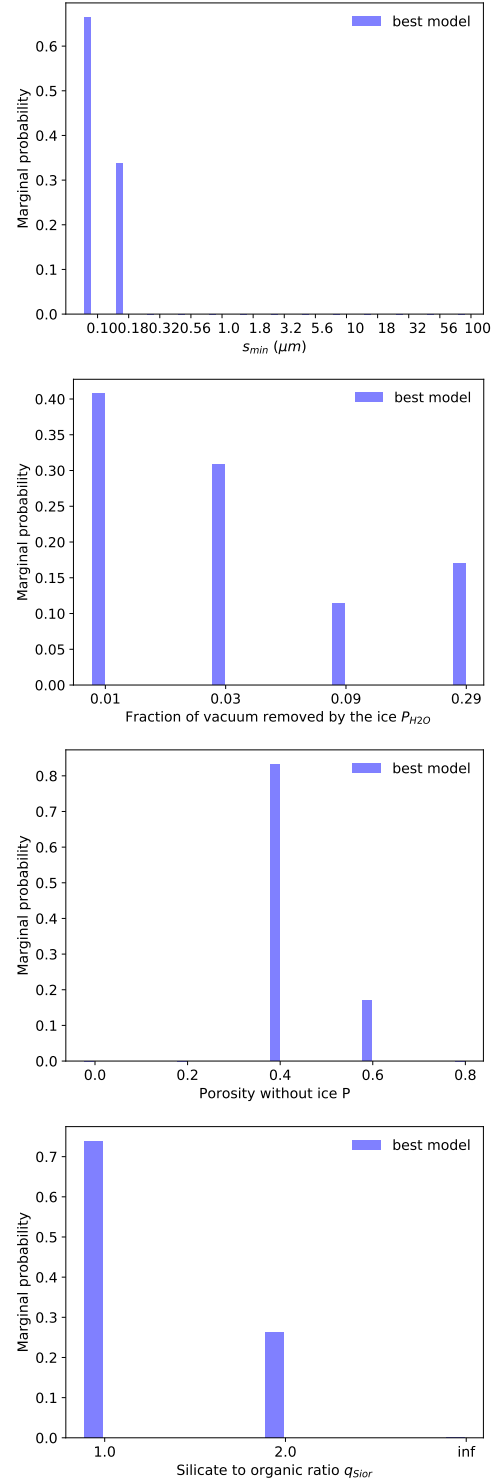 best model
Marginal probability
0.6
0.5
0.4
0.3
0.2
0.1
0.0
0.10 0.18 0.32 0.56 1.0 1.8 3.2 5.6 10 18 32 56 100
s_min (μm)
best model
Marginal probability
0.40
0.35
0.30
0.25
0.20
0.15
0.10
0.05
0.00
0.01 0.03 0.09 0.29
Fraction of vacuum removed by the ice P_H2O
best model
Marginal probability
0.8
0.7
0.6
0.5
0.4
0.3
0.2
0.1
0.0
0.0 0.2 0.4 0.6 0.8
Porosity without ice P
best model
Marginal probability
0.7
0.6
0.5
0.4
0.3
0.2
0.1
0.0
1.0 2.0 inf
Silicate to organic ratio q_Sior